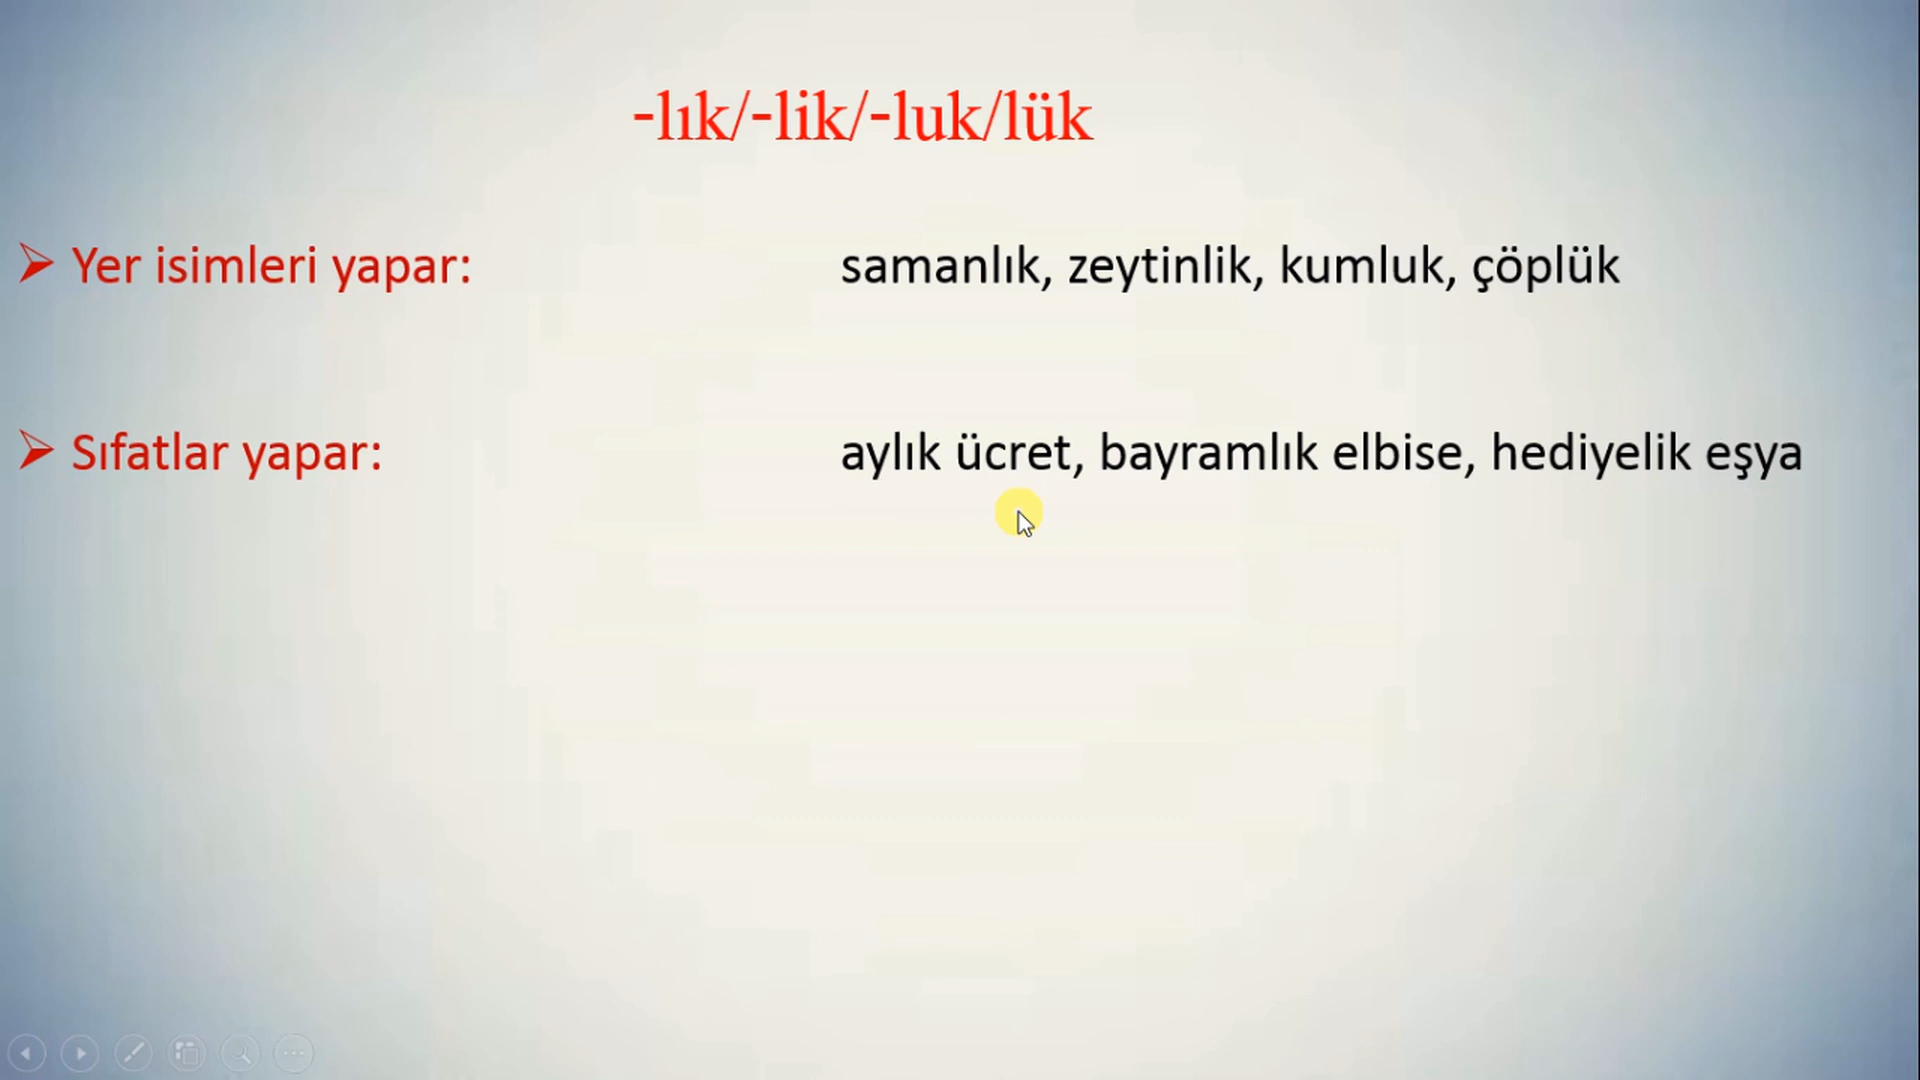 -lık/-lik/-luk/lük
Yer isimleri yapar: samanlık, zeytinlik, kumluk, çöplük
Sıfatlar yapar: aylık ücret, bayramlık elbise, hediyelik eşya